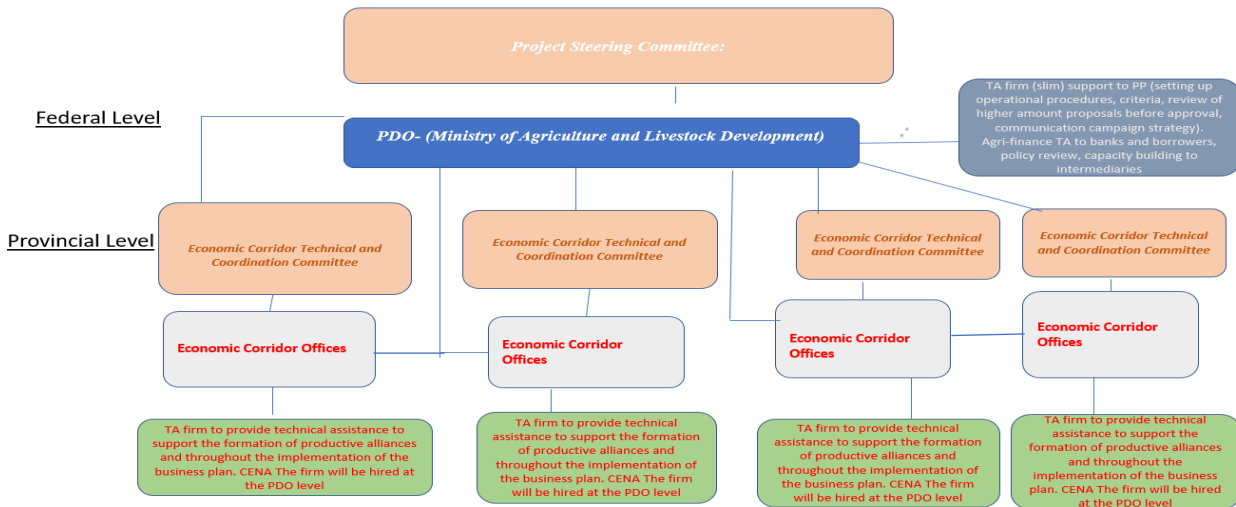 Project Steering Committee:
Federal Level
PDO- (Ministry of Agriculture and Livestock Development)
TA firm (slim) support to PP (setting up
operational procedures, criteria, review of
higher amount proposals before approval,
communication campaign strategy).
Agri-finance TA to banks and borrowers,
policy review, capacity building to
intermediaries
Provincial Level
Economic Corridor Technical and
Coordination Committee
Economic Corridor Technical and
Coordination Committee
Economic Corridor Technical
and Coordination Committee
Economic Corridor Technical
and Coordination Committee
Economic Corridor Offices
Economic Corridor
Offices
Economic Corridor
Offices
Economic Corridor
Offices
TA firm to provide technical assistance to
support the formation of productive alliances
and throughout the implementation of
the business plan. CENA The firm will be hired at
the PDO level
TA firm to provide technical
assistance to support the formation
of productive alliances and
throughout the implementation of
the business plan. CENA The firm
will be hired at the PDO level
TA firm to provide technical
assistance to support the formation
of productive alliances and
throughout the implementation of
the business plan. CENA The firm
will be hired at the PDO level
TA firm to provide technical
assistance to support the
formation of productive alliances
and throughout the
implementation of the business
plan. CENA The firm will be hired
at the PDO level